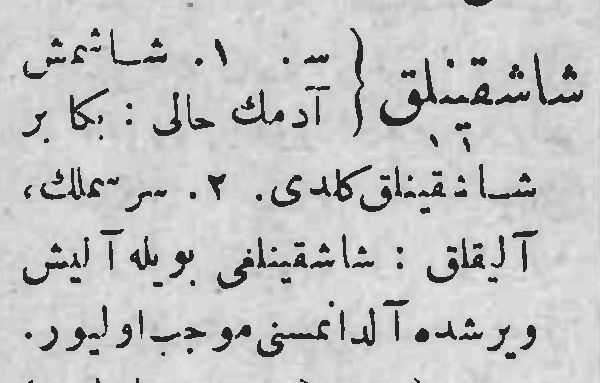 شاشقینلق { س. ١. شاشمش
آدمك حالی : بكا بر
شاشقینلق كلدی. ٢. سرسملك،
آلیقلق : شاشقینلغی بویله آلیش
ویرشده آلدانمسنی موجب اولیور.